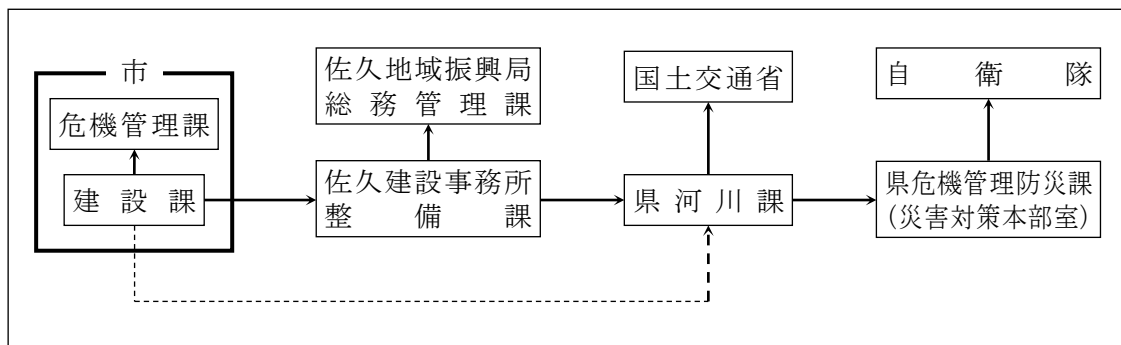 市
危機管理課
建設課
佐久地域振興局
総務管理課
佐久建設事務所
整備課
国土交通省
県河川課
自衛隊
県危機管理防災課
(災害対策本部室)